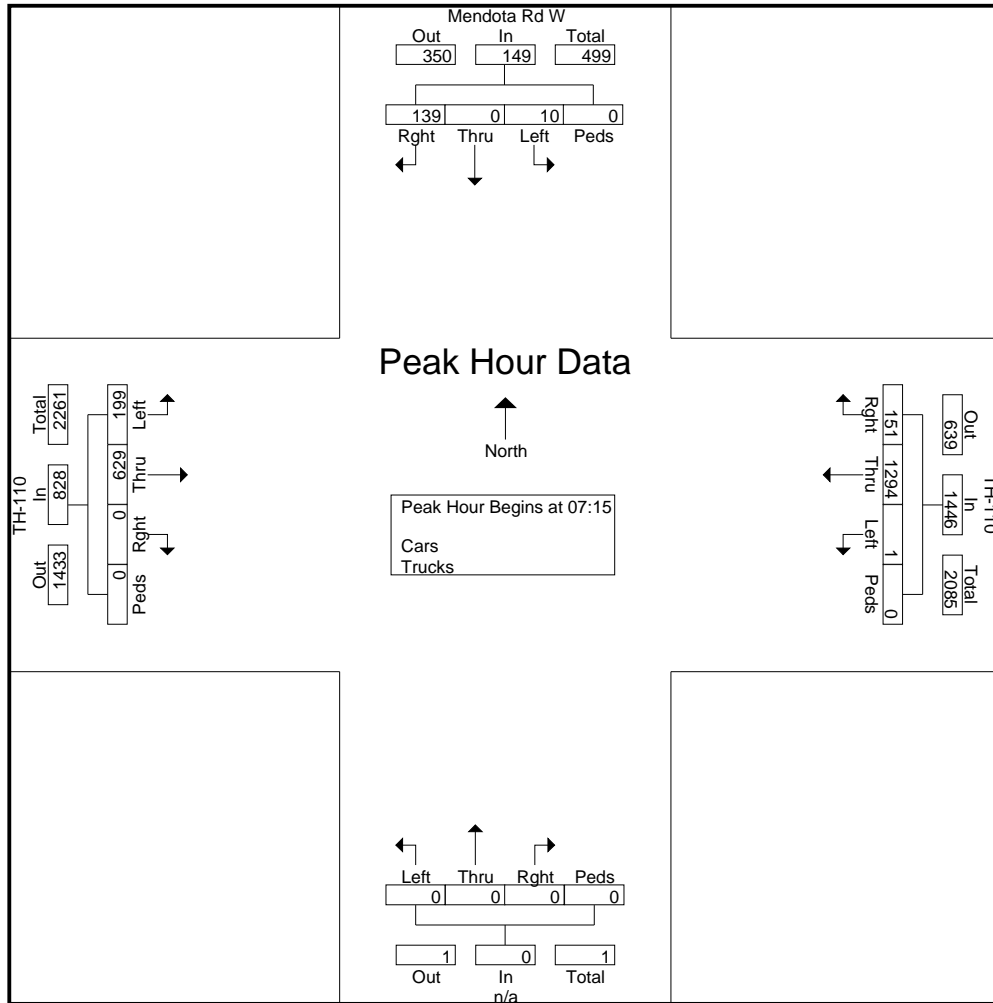 Mendota Rd W
Out In Total
350 149 499
139 0 10 0
Rght Thru Left Peds
Peak Hour Data
North
Peak Hour Begins at 07:15
Cars
Trucks
TH-110
Total In Out
2261 828 1433
199 629 0 0
Left Thru Rght Peds
Rght Thru Left Peds
151 1294 1 0
Out In Total
639 1446 2085
TH-110
Left Thru Rght Peds
0 0 0 0
1 0 1
Out In Total
n/a